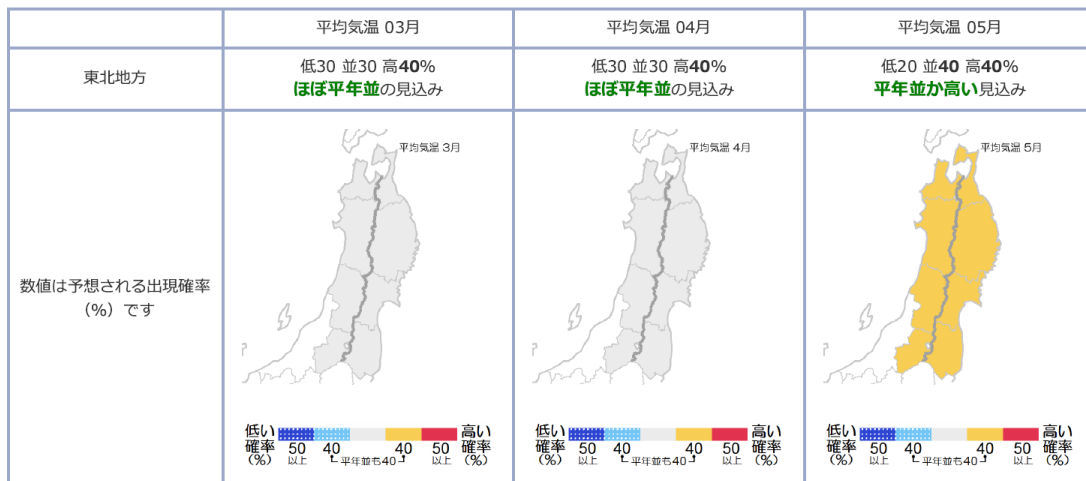 平均気温 03月
平均気温 04月
平均気温 05月
東北地方
低30 並30 高40%
ほぼ平年並の見込み
低30 並30 高40%
ほぼ平年並の見込み
低20 並40 高40%
平年並か高い見込み
数値は予想される出現確率
（%）です
平均気温 3月
低い
確率
(%)
50
以上
40
平年並も40
40
50
以上
高い
確率
(%)
平均気温 4月
低い
確率
(%)
50
以上
40
平年並も40
40
50
以上
高い
確率
(%)
平均気温 5月
低い
確率
(%)
50
以上
40
平年並も40
40
50
以上
高い
確率
(%)